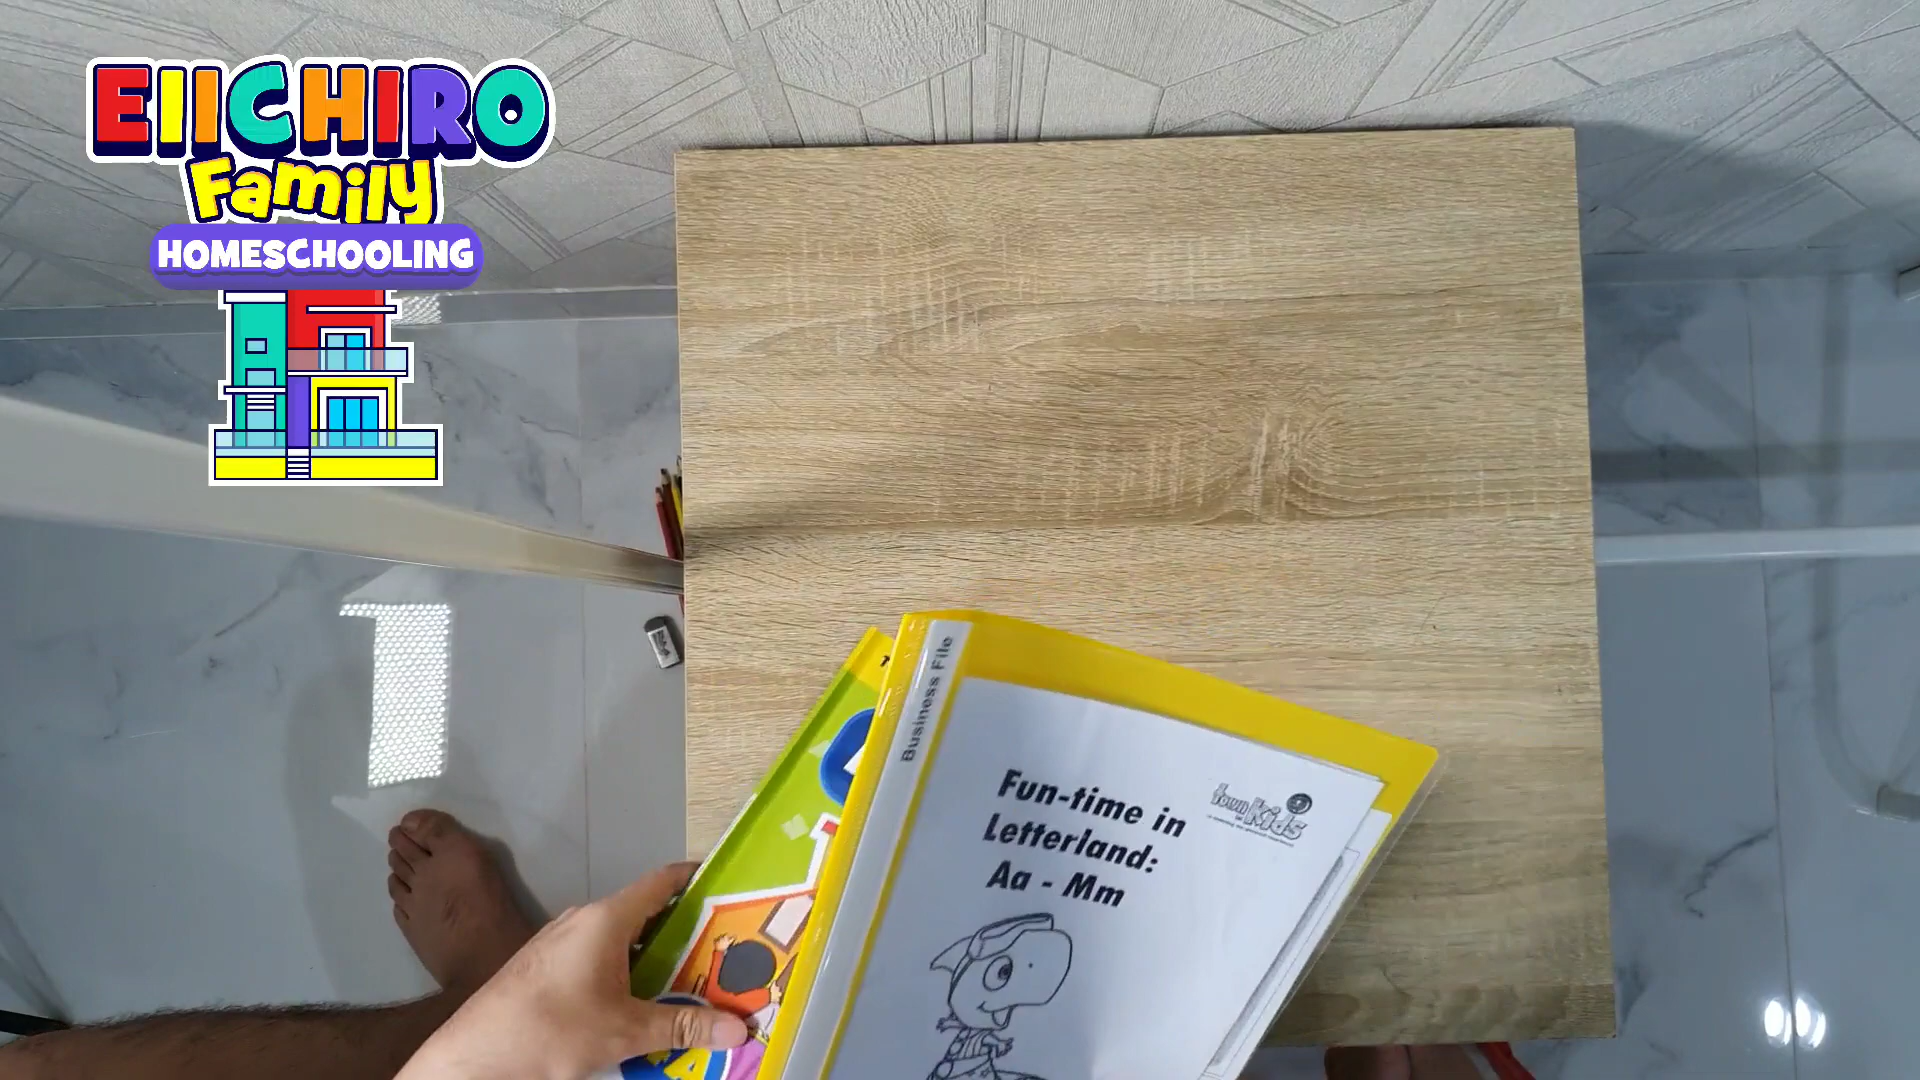 EIICHIRO
Family
HOMESCHOOLING
Business File
Fun-time in
Letterland:
Aa - Mm
town
Kids